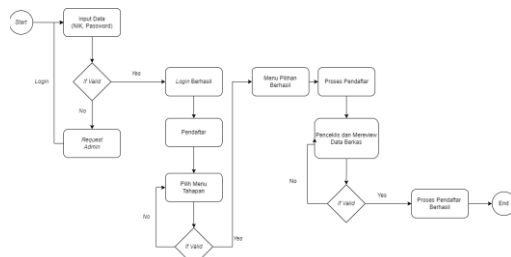 Start
Input Data
(NIK, Password)
Login
If Valid
Yes
No
Request
Admin
Login Berhasil
Pendaftar
Pilih Menu
Tahapan
No
If Valid
Yes
Menu Pilihan
Berhasil
Proses Pendaftar
Penceklis dan Mereview
Data Berkas
No
If Valid
Yes
Proses Pendaftar
Berhasil
End